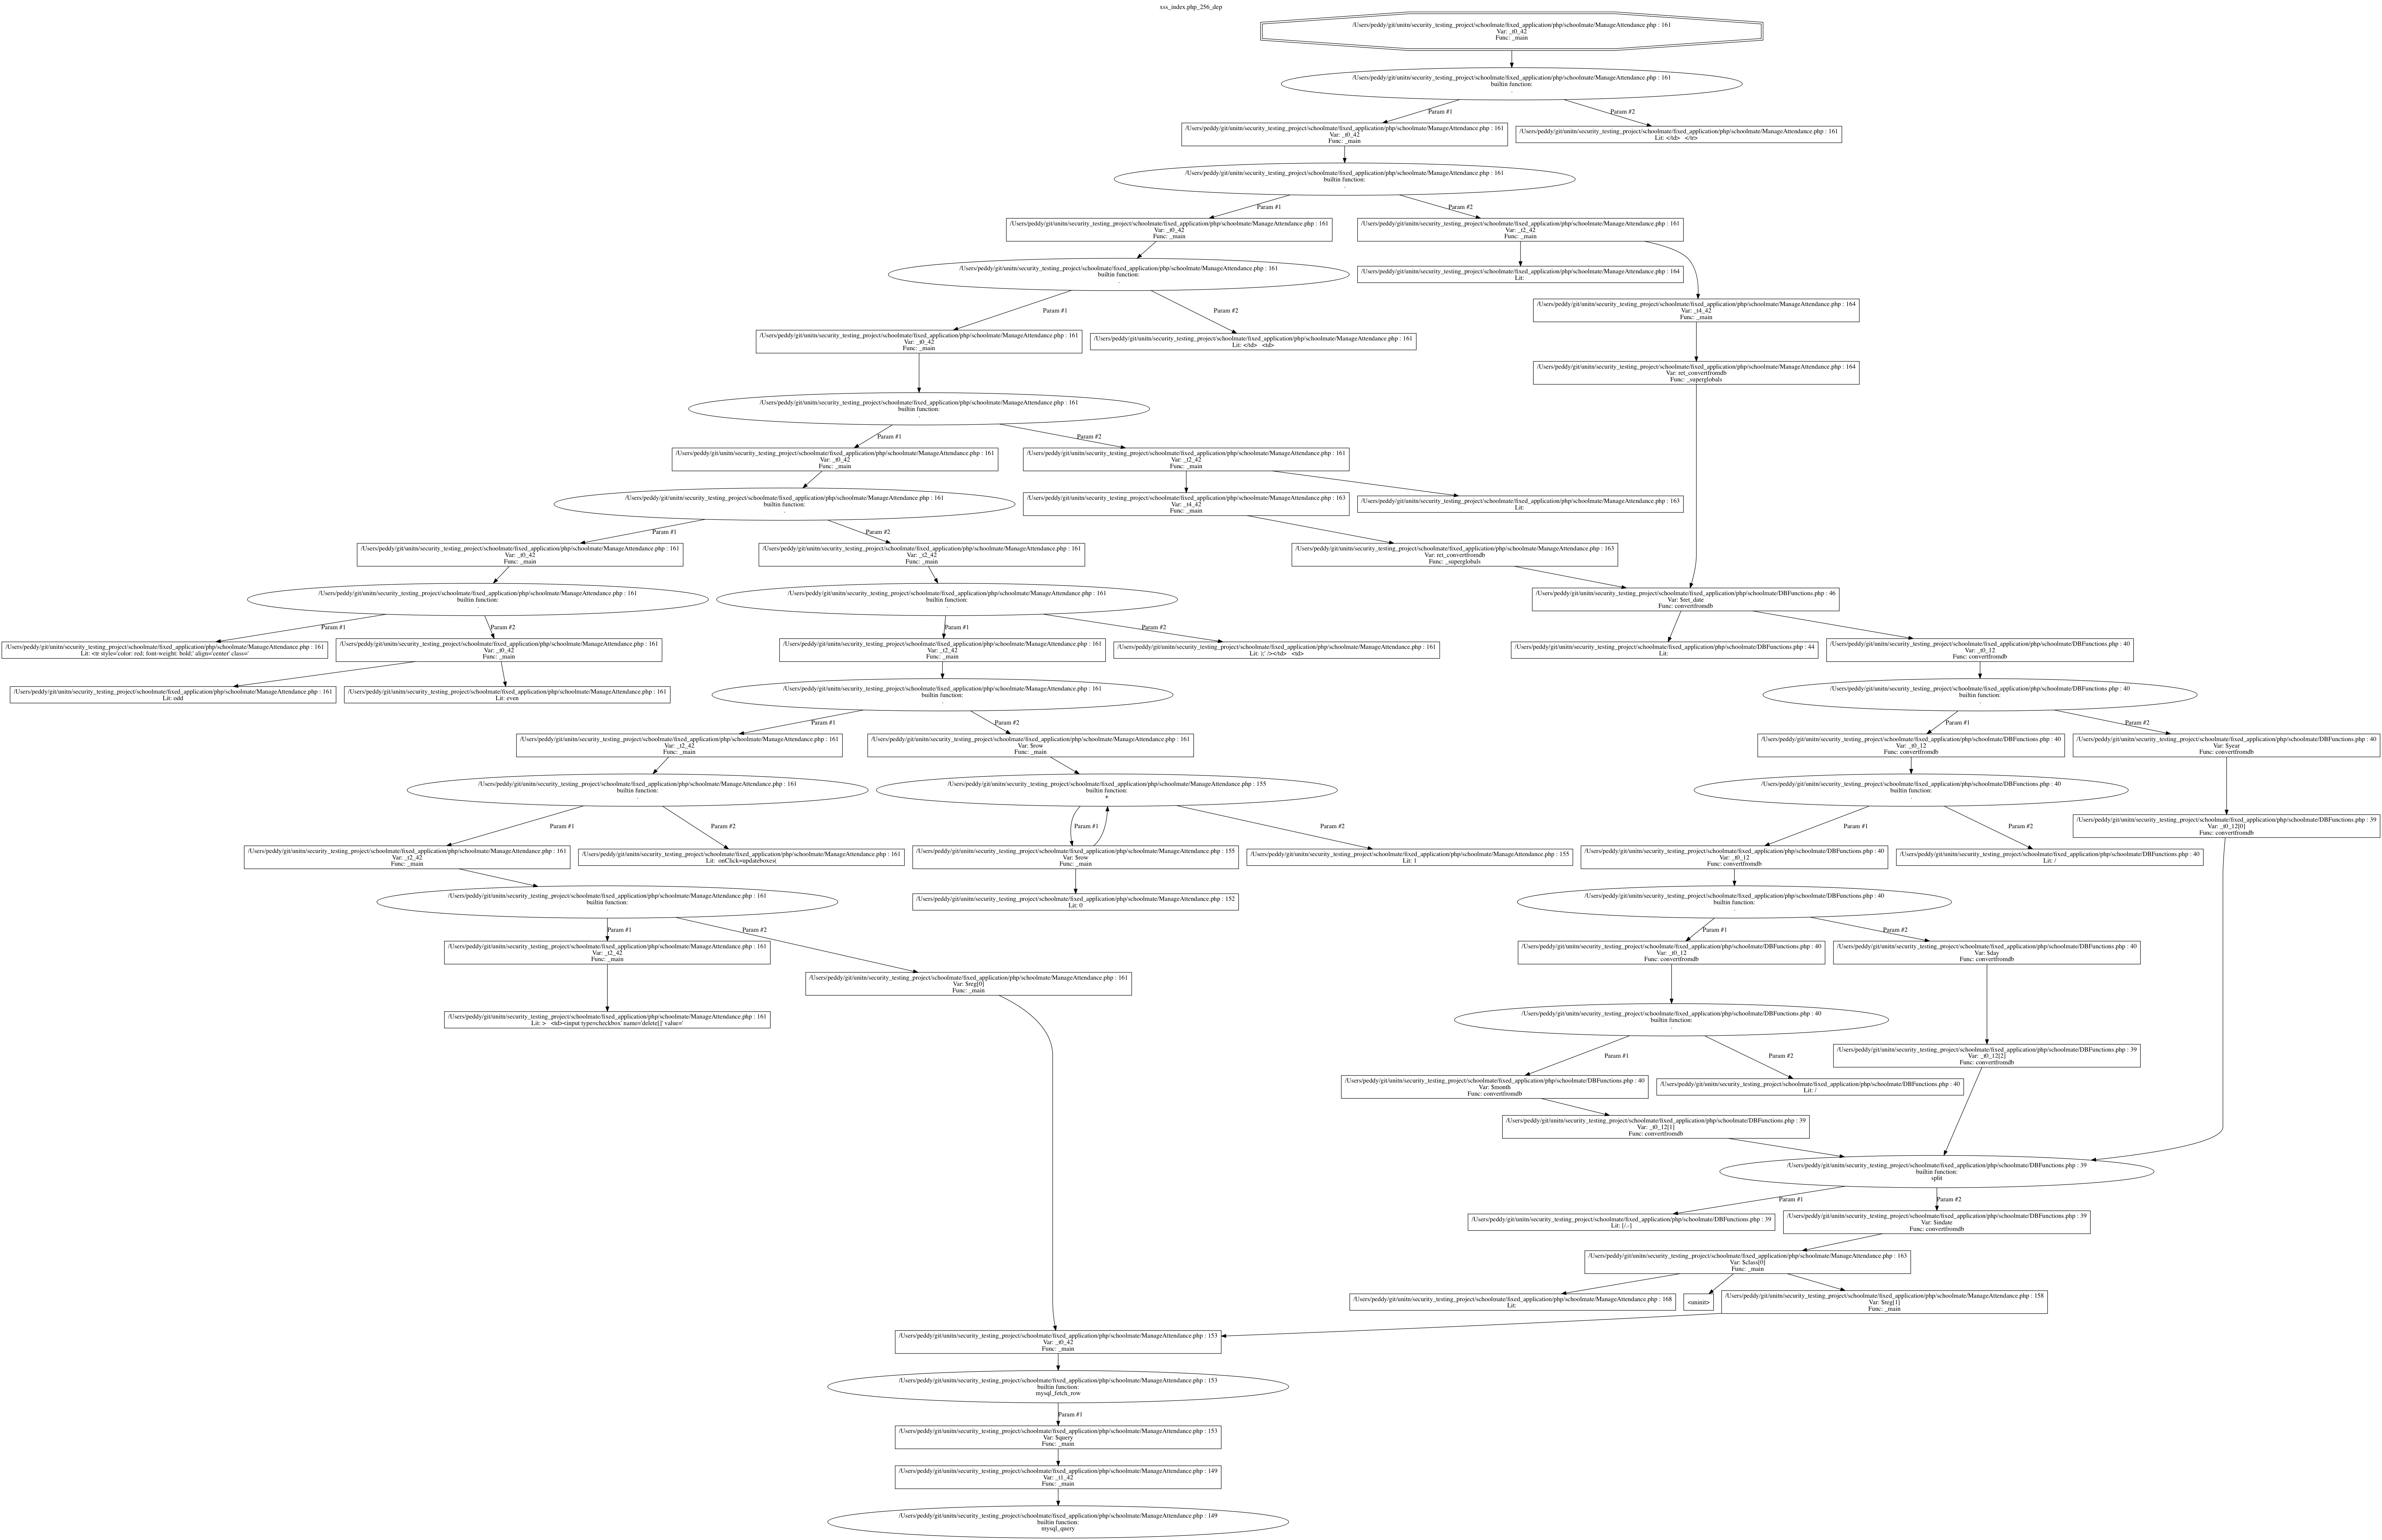 xss_index.php_256_dep
/Users/peddy/git/unitn/security_testing_project/schoolmate/fixed_application/php/schoolmate/ManageAttendance.php : 161
Var: _t0_42
Func: _main
/Users/peddy/git/unitn/security_testing_project/schoolmate/fixed_application/php/schoolmate/ManageAttendance.php : 161
builtin function:
.
Param #1
Param #2
/Users/peddy/git/unitn/security_testing_project/schoolmate/fixed_application/php/schoolmate/ManageAttendance.php : 161
Var: _t0_42
Func: _main
/Users/peddy/git/unitn/security_testing_project/schoolmate/fixed_application/php/schoolmate/ManageAttendance.php : 161
Lit: </td>   </tr>
/Users/peddy/git/unitn/security_testing_project/schoolmate/fixed_application/php/schoolmate/ManageAttendance.php : 161
builtin function:
.
Param #1
Param #2
/Users/peddy/git/unitn/security_testing_project/schoolmate/fixed_application/php/schoolmate/ManageAttendance.php : 161
Var: _t0_42
Func: _main
/Users/peddy/git/unitn/security_testing_project/schoolmate/fixed_application/php/schoolmate/ManageAttendance.php : 161
Var: _t2_42
Func: _main
/Users/peddy/git/unitn/security_testing_project/schoolmate/fixed_application/php/schoolmate/ManageAttendance.php : 161
builtin function:
.
/Users/peddy/git/unitn/security_testing_project/schoolmate/fixed_application/php/schoolmate/ManageAttendance.php : 164
Lit:
Param #1
Param #2
/Users/peddy/git/unitn/security_testing_project/schoolmate/fixed_application/php/schoolmate/ManageAttendance.php : 164
Var: _t4_42
Func: _main
/Users/peddy/git/unitn/security_testing_project/schoolmate/fixed_application/php/schoolmate/ManageAttendance.php : 161
Var: _t0_42
Func: _main
/Users/peddy/git/unitn/security_testing_project/schoolmate/fixed_application/php/schoolmate/ManageAttendance.php : 161
Lit: </td>   <td>
/Users/peddy/git/unitn/security_testing_project/schoolmate/fixed_application/php/schoolmate/ManageAttendance.php : 164
Var: ret_convertfromdb
Func: _superglobals
/Users/peddy/git/unitn/security_testing_project/schoolmate/fixed_application/php/schoolmate/ManageAttendance.php : 161
builtin function:
.
Param #1
Param #2
/Users/peddy/git/unitn/security_testing_project/schoolmate/fixed_application/php/schoolmate/ManageAttendance.php : 161
Var: _t0_42
Func: _main
/Users/peddy/git/unitn/security_testing_project/schoolmate/fixed_application/php/schoolmate/ManageAttendance.php : 161
Var: _t2_42
Func: _main
/Users/peddy/git/unitn/security_testing_project/schoolmate/fixed_application/php/schoolmate/ManageAttendance.php : 161
builtin function:
.
/Users/peddy/git/unitn/security_testing_project/schoolmate/fixed_application/php/schoolmate/ManageAttendance.php : 163
Var: _t4_42
Func: _main
/Users/peddy/git/unitn/security_testing_project/schoolmate/fixed_application/php/schoolmate/ManageAttendance.php : 163
Lit:
Param #1
Param #2
/Users/peddy/git/unitn/security_testing_project/schoolmate/fixed_application/php/schoolmate/ManageAttendance.php : 161
Var: _t0_42
Func: _main
/Users/peddy/git/unitn/security_testing_project/schoolmate/fixed_application/php/schoolmate/ManageAttendance.php : 161
Var: _t2_42
Func: _main
/Users/peddy/git/unitn/security_testing_project/schoolmate/fixed_application/php/schoolmate/ManageAttendance.php : 163
Var: ret_convertfromdb
Func: _superglobals
/Users/peddy/git/unitn/security_testing_project/schoolmate/fixed_application/php/schoolmate/ManageAttendance.php : 161
builtin function:
.
/Users/peddy/git/unitn/security_testing_project/schoolmate/fixed_application/php/schoolmate/ManageAttendance.php : 161
builtin function:
.
/Users/peddy/git/unitn/security_testing_project/schoolmate/fixed_application/php/schoolmate/DBFunctions.php : 46
Var: $ret_date
Func: convertfromdb
Param #1
Param #2
Param #1
Param #2
/Users/peddy/git/unitn/security_testing_project/schoolmate/fixed_application/php/schoolmate/ManageAttendance.php : 161
Lit: <tr style='color: red; font-weight: bold;' align='center' class='
/Users/peddy/git/unitn/security_testing_project/schoolmate/fixed_application/php/schoolmate/ManageAttendance.php : 161
Var: _t0_42
Func: _main
/Users/peddy/git/unitn/security_testing_project/schoolmate/fixed_application/php/schoolmate/ManageAttendance.php : 161
Var: _t2_42
Func: _main
/Users/peddy/git/unitn/security_testing_project/schoolmate/fixed_application/php/schoolmate/ManageAttendance.php : 161
Lit: );' /></td>   <td>
/Users/peddy/git/unitn/security_testing_project/schoolmate/fixed_application/php/schoolmate/DBFunctions.php : 44
Lit:
/Users/peddy/git/unitn/security_testing_project/schoolmate/fixed_application/php/schoolmate/DBFunctions.php : 40
Var: _t0_12
Func: convertfromdb
/Users/peddy/git/unitn/security_testing_project/schoolmate/fixed_application/php/schoolmate/ManageAttendance.php : 161
Lit: odd
/Users/peddy/git/unitn/security_testing_project/schoolmate/fixed_application/php/schoolmate/ManageAttendance.php : 161
Lit: even
/Users/peddy/git/unitn/security_testing_project/schoolmate/fixed_application/php/schoolmate/ManageAttendance.php : 161
builtin function:
.
/Users/peddy/git/unitn/security_testing_project/schoolmate/fixed_application/php/schoolmate/DBFunctions.php : 40
builtin function:
.
Param #1
Param #2
Param #1
Param #2
/Users/peddy/git/unitn/security_testing_project/schoolmate/fixed_application/php/schoolmate/ManageAttendance.php : 161
Var: _t2_42
Func: _main
/Users/peddy/git/unitn/security_testing_project/schoolmate/fixed_application/php/schoolmate/ManageAttendance.php : 161
Var: $row
Func: _main
/Users/peddy/git/unitn/security_testing_project/schoolmate/fixed_application/php/schoolmate/DBFunctions.php : 40
Var: _t0_12
Func: convertfromdb
/Users/peddy/git/unitn/security_testing_project/schoolmate/fixed_application/php/schoolmate/DBFunctions.php : 40
Var: $year
Func: convertfromdb
/Users/peddy/git/unitn/security_testing_project/schoolmate/fixed_application/php/schoolmate/ManageAttendance.php : 161
builtin function:
.
/Users/peddy/git/unitn/security_testing_project/schoolmate/fixed_application/php/schoolmate/ManageAttendance.php : 155
builtin function:
+
/Users/peddy/git/unitn/security_testing_project/schoolmate/fixed_application/php/schoolmate/DBFunctions.php : 40
builtin function:
.
/Users/peddy/git/unitn/security_testing_project/schoolmate/fixed_application/php/schoolmate/DBFunctions.php : 39
Var: _t0_12[0]
Func: convertfromdb
Param #1
Param #2
Param #1
Param #2
Param #1
Param #2
/Users/peddy/git/unitn/security_testing_project/schoolmate/fixed_application/php/schoolmate/ManageAttendance.php : 161
Var: _t2_42
Func: _main
/Users/peddy/git/unitn/security_testing_project/schoolmate/fixed_application/php/schoolmate/ManageAttendance.php : 161
Lit:  onClick=updateboxes(
/Users/peddy/git/unitn/security_testing_project/schoolmate/fixed_application/php/schoolmate/ManageAttendance.php : 155
Var: $row
Func: _main
/Users/peddy/git/unitn/security_testing_project/schoolmate/fixed_application/php/schoolmate/ManageAttendance.php : 155
Lit: 1
/Users/peddy/git/unitn/security_testing_project/schoolmate/fixed_application/php/schoolmate/DBFunctions.php : 40
Var: _t0_12
Func: convertfromdb
/Users/peddy/git/unitn/security_testing_project/schoolmate/fixed_application/php/schoolmate/DBFunctions.php : 40
Lit: /
/Users/peddy/git/unitn/security_testing_project/schoolmate/fixed_application/php/schoolmate/ManageAttendance.php : 161
builtin function:
.
/Users/peddy/git/unitn/security_testing_project/schoolmate/fixed_application/php/schoolmate/ManageAttendance.php : 152
Lit: 0
/Users/peddy/git/unitn/security_testing_project/schoolmate/fixed_application/php/schoolmate/DBFunctions.php : 40
builtin function:
.
Param #1
Param #2
Param #1
Param #2
/Users/peddy/git/unitn/security_testing_project/schoolmate/fixed_application/php/schoolmate/ManageAttendance.php : 161
Var: _t2_42
Func: _main
/Users/peddy/git/unitn/security_testing_project/schoolmate/fixed_application/php/schoolmate/ManageAttendance.php : 161
Var: $reg[0]
Func: _main
/Users/peddy/git/unitn/security_testing_project/schoolmate/fixed_application/php/schoolmate/DBFunctions.php : 40
Var: _t0_12
Func: convertfromdb
/Users/peddy/git/unitn/security_testing_project/schoolmate/fixed_application/php/schoolmate/DBFunctions.php : 40
Var: $day
Func: convertfromdb
/Users/peddy/git/unitn/security_testing_project/schoolmate/fixed_application/php/schoolmate/ManageAttendance.php : 161
Lit: >   <td><input type=checkbox' name='delete[]' value='
/Users/peddy/git/unitn/security_testing_project/schoolmate/fixed_application/php/schoolmate/DBFunctions.php : 40
builtin function:
.
/Users/peddy/git/unitn/security_testing_project/schoolmate/fixed_application/php/schoolmate/DBFunctions.php : 39
Var: _t0_12[2]
Func: convertfromdb
Param #1
Param #2
/Users/peddy/git/unitn/security_testing_project/schoolmate/fixed_application/php/schoolmate/DBFunctions.php : 40
Var: $month
Func: convertfromdb
/Users/peddy/git/unitn/security_testing_project/schoolmate/fixed_application/php/schoolmate/DBFunctions.php : 40
Lit: /
/Users/peddy/git/unitn/security_testing_project/schoolmate/fixed_application/php/schoolmate/DBFunctions.php : 39
Var: _t0_12[1]
Func: convertfromdb
/Users/peddy/git/unitn/security_testing_project/schoolmate/fixed_application/php/schoolmate/DBFunctions.php : 39
builtin function:
split
Param #1
Param #2
/Users/peddy/git/unitn/security_testing_project/schoolmate/fixed_application/php/schoolmate/DBFunctions.php : 39
Lit: [/.-]
/Users/peddy/git/unitn/security_testing_project/schoolmate/fixed_application/php/schoolmate/DBFunctions.php : 39
Var: $indate
Func: convertfromdb
/Users/peddy/git/unitn/security_testing_project/schoolmate/fixed_application/php/schoolmate/ManageAttendance.php : 163
Var: $class[0]
Func: _main
/Users/peddy/git/unitn/security_testing_project/schoolmate/fixed_application/php/schoolmate/ManageAttendance.php : 168
Lit:
<uninit>
/Users/peddy/git/unitn/security_testing_project/schoolmate/fixed_application/php/schoolmate/ManageAttendance.php : 158
Var: $reg[1]
Func: _main
/Users/peddy/git/unitn/security_testing_project/schoolmate/fixed_application/php/schoolmate/ManageAttendance.php : 153
Var: _t0_42
Func: _main
/Users/peddy/git/unitn/security_testing_project/schoolmate/fixed_application/php/schoolmate/ManageAttendance.php : 153
builtin function:
mysql_fetch_row
Param #1
/Users/peddy/git/unitn/security_testing_project/schoolmate/fixed_application/php/schoolmate/ManageAttendance.php : 153
Var: $query
Func: _main
/Users/peddy/git/unitn/security_testing_project/schoolmate/fixed_application/php/schoolmate/ManageAttendance.php : 149
Var: _t1_42
Func: _main
/Users/peddy/git/unitn/security_testing_project/schoolmate/fixed_application/php/schoolmate/ManageAttendance.php : 149
builtin function:
mysql_query